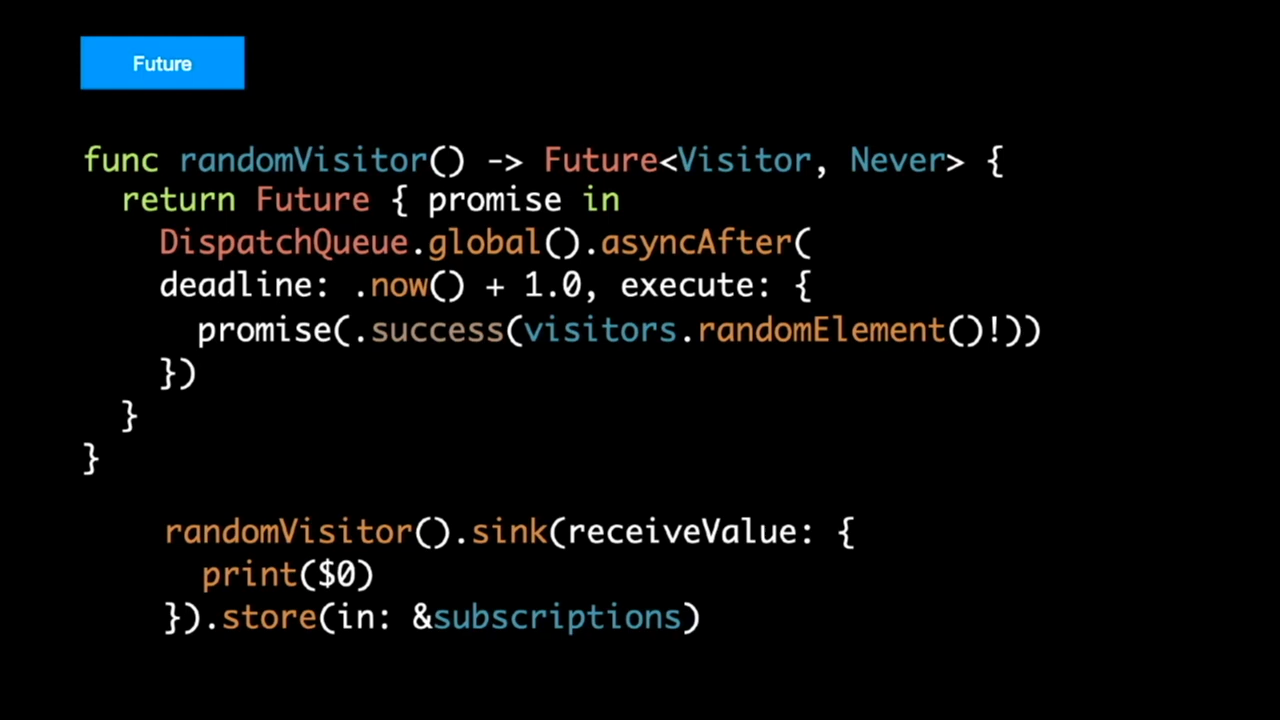 Future
func randomVisitor() -> Future<Visitor, Never> {
  return Future { promise in
    DispatchQueue.global().asyncAfter(
    deadline: .now() + 1.0, execute: {
      promise(.success(visitors.randomElement()!))
    })
  }
}
randomVisitor().sink(receiveValue: {
  print($0)
}).store(in: &subscriptions)